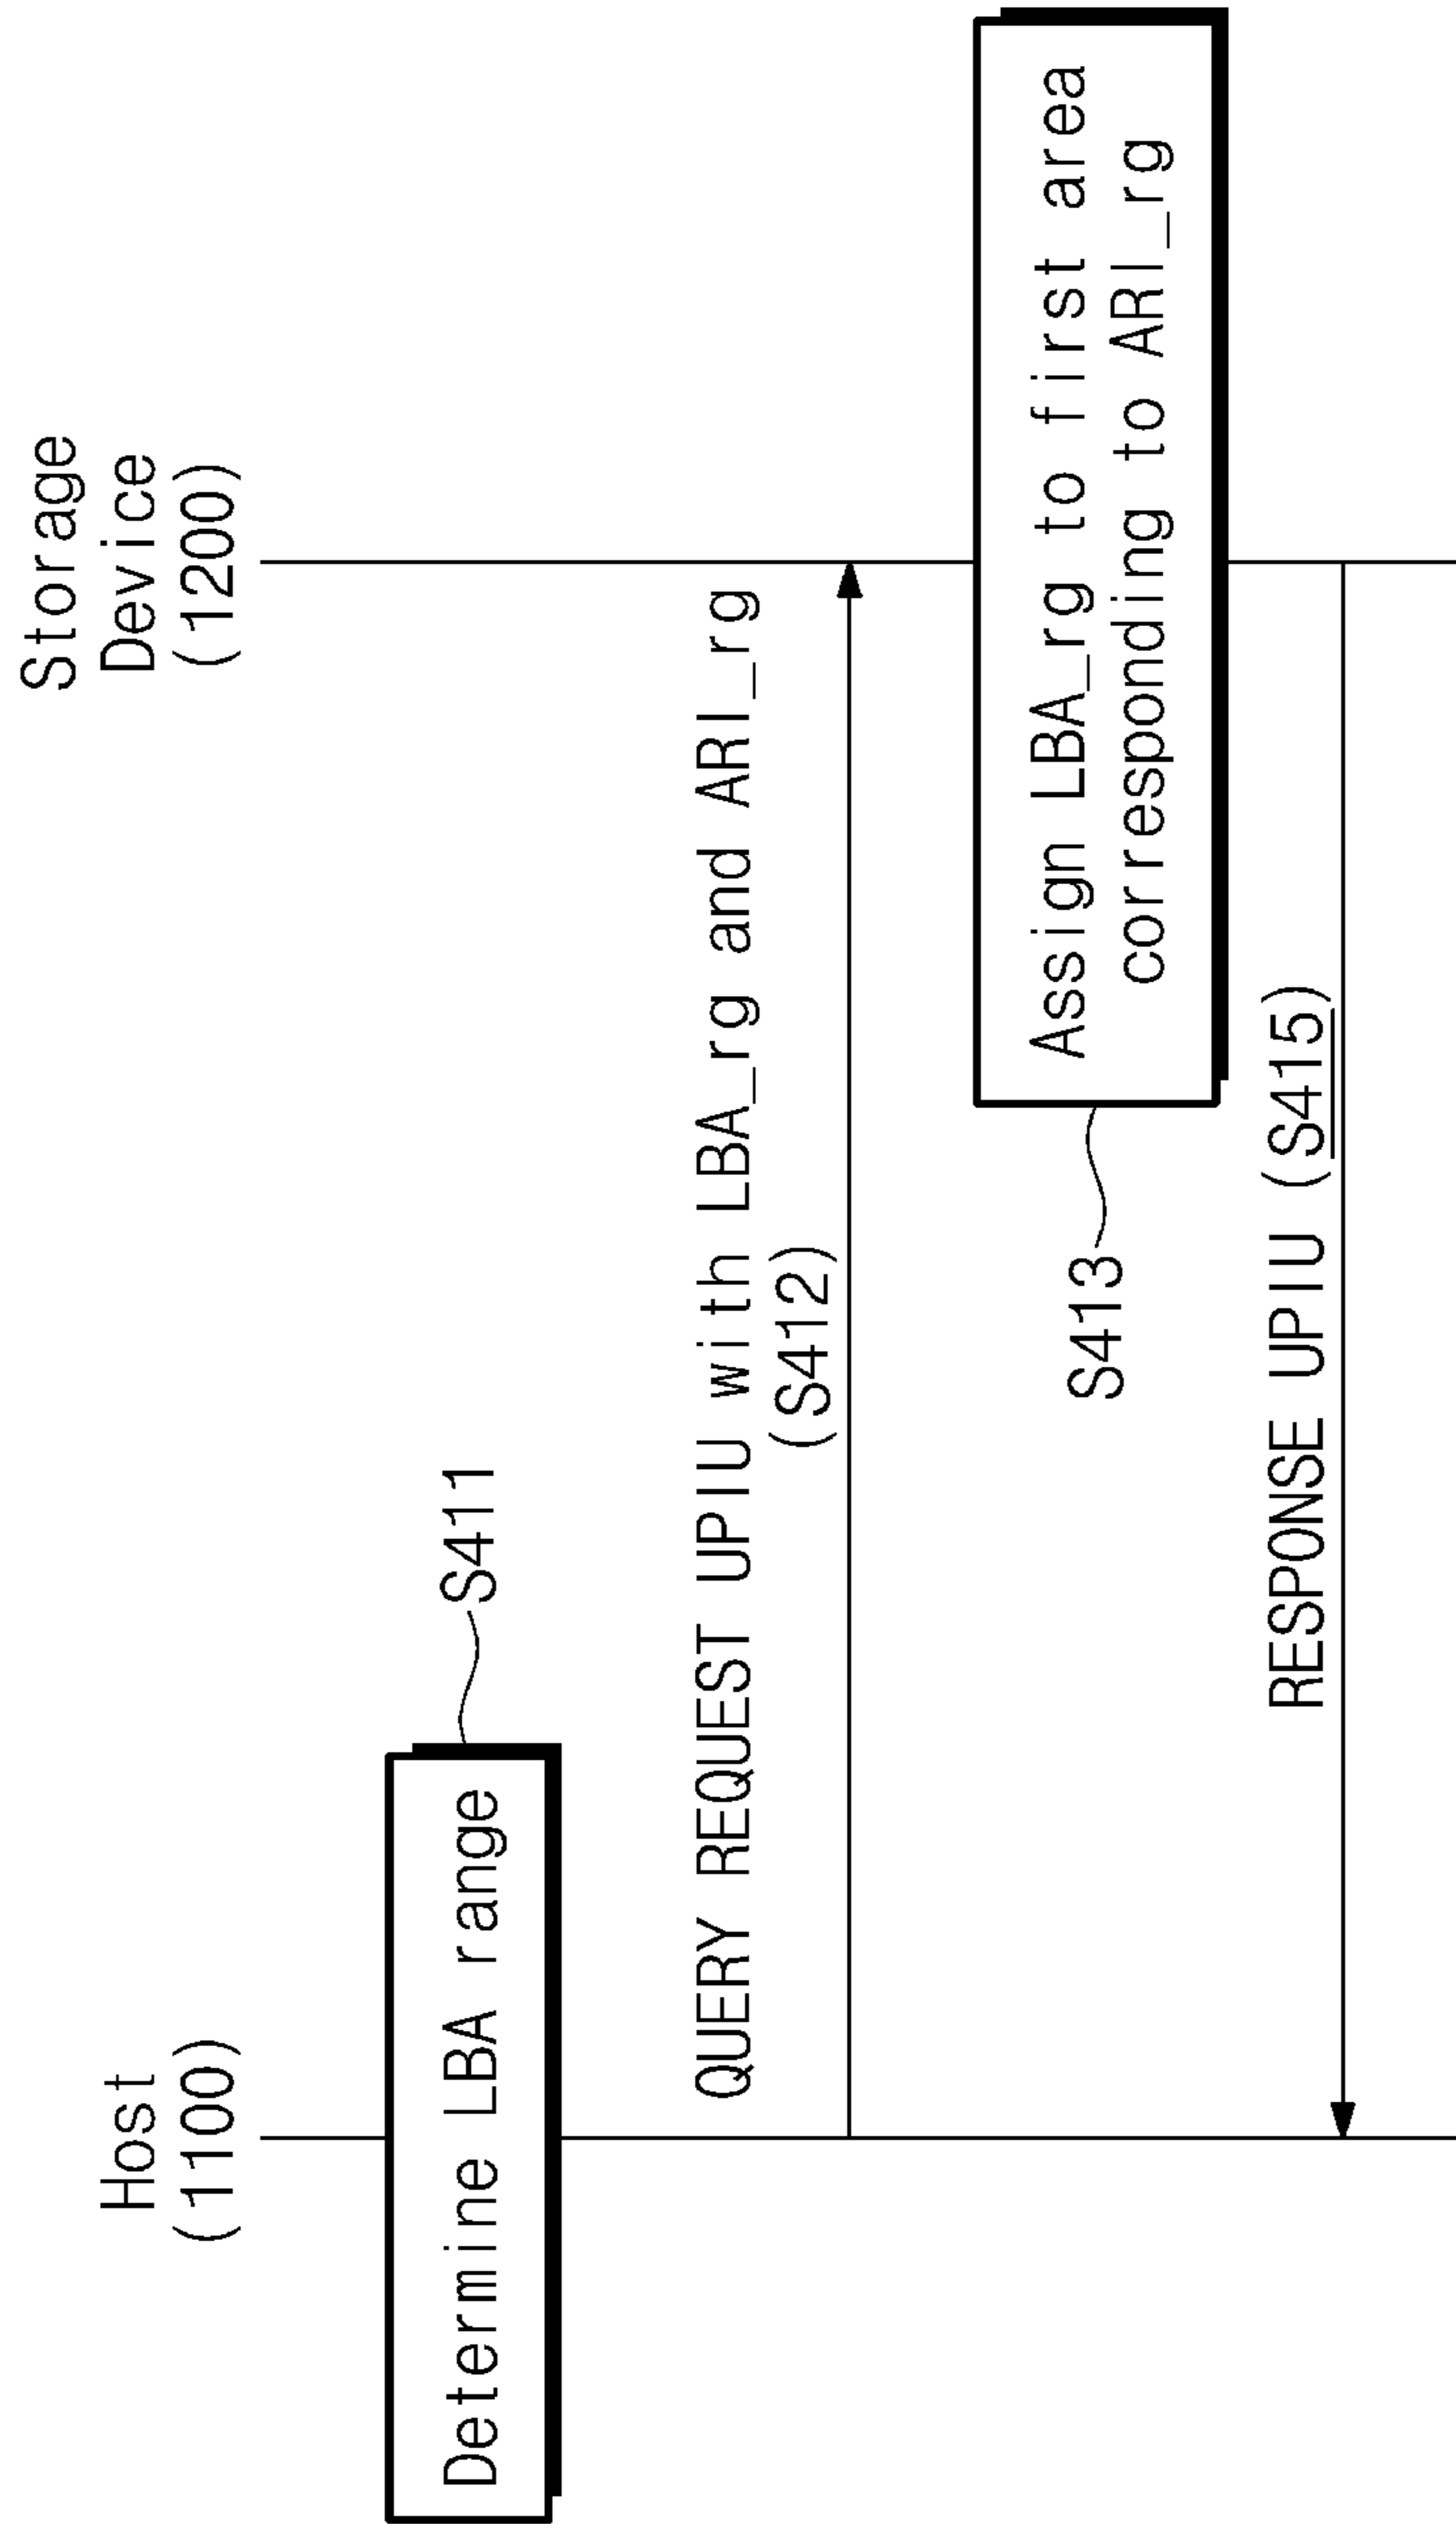 Host
(1100)
Storage
Device
(1200)
Determine LBA range
S411
QUERY REQUEST UPIU with LBA_rg and ARI_rg
(S412)
Assign LBA_rg to first area
corresponding to ARI_rg
S413
RESPONSE UPIU (S415)